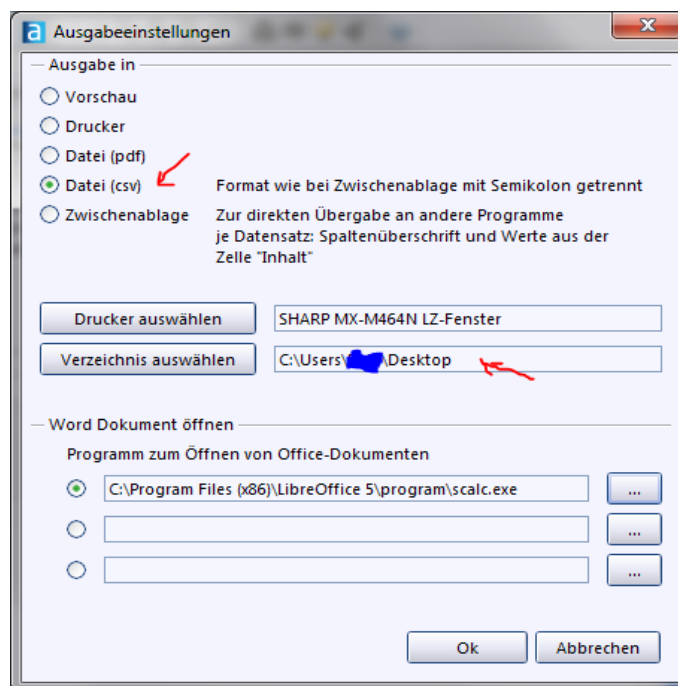 Ausgabeeinstellungen
Ausgabe in
Vorschau
Drucker
Datei (pdf)
Datei (csv) Format wie bei Zwischenablage mit Semikolon getrennt
Zwischenablage Zur direkten Übergabe an andere Programme
je Datensatz: Spaltenüberschrift und Werte aus der
Zelle "Inhalt"
Drucker auswählen SHARP MX-M464N LZ-Fenster
Verzeichnis auswählen C:\Users\ \Desktop
Word Dokument öffnen
Programm zum Öffnen von Office-Dokumenten
C:\Program Files (x86)\LibreOffice 5\program\scalc.exe ...
...
...
Ok Abbrechen